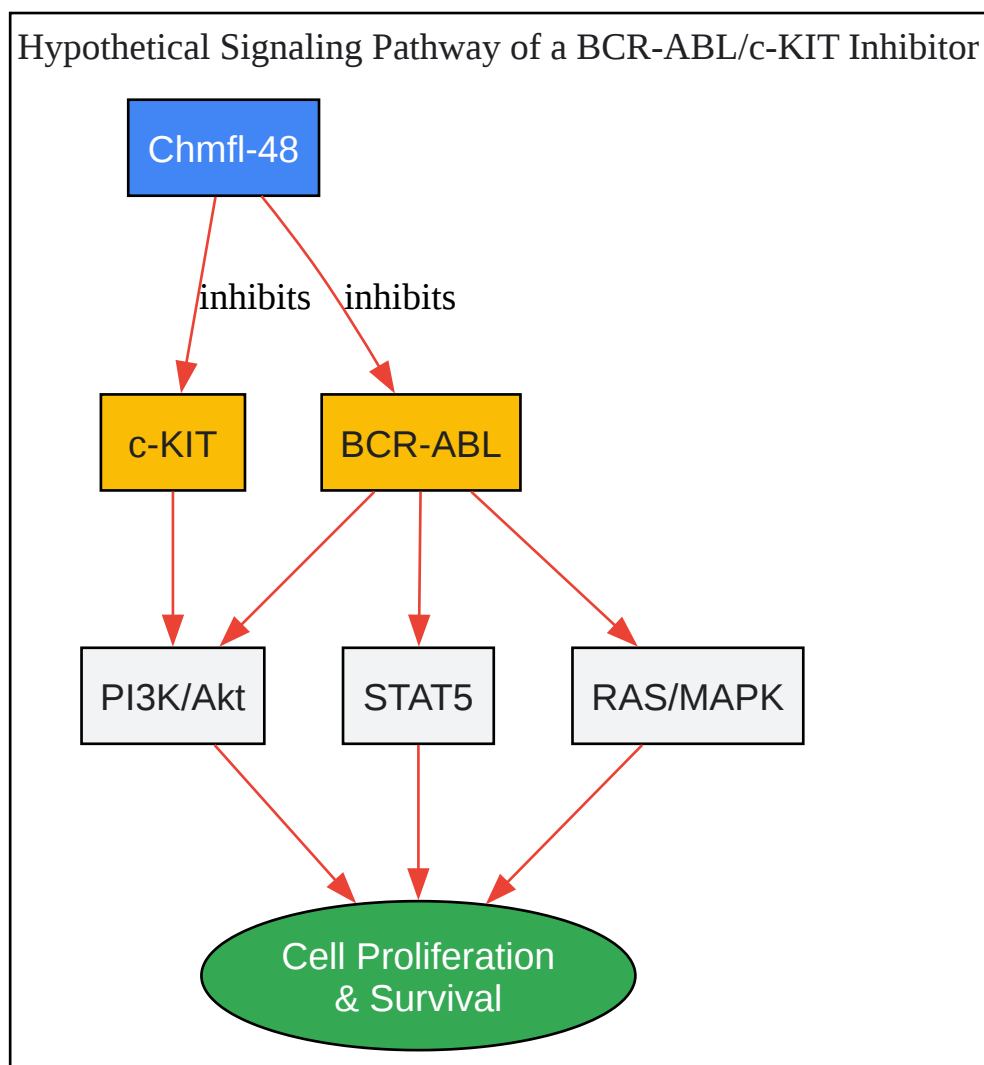 Hypothetical Signaling Pathway of a BCR-ABL/c-KIT Inhibitor
Chmfl-48
inhibits
inhibits
c-KIT
BCR-ABL
PI3K/Akt
STAT5
RAS/MAPK
Cell Proliferation
& Survival